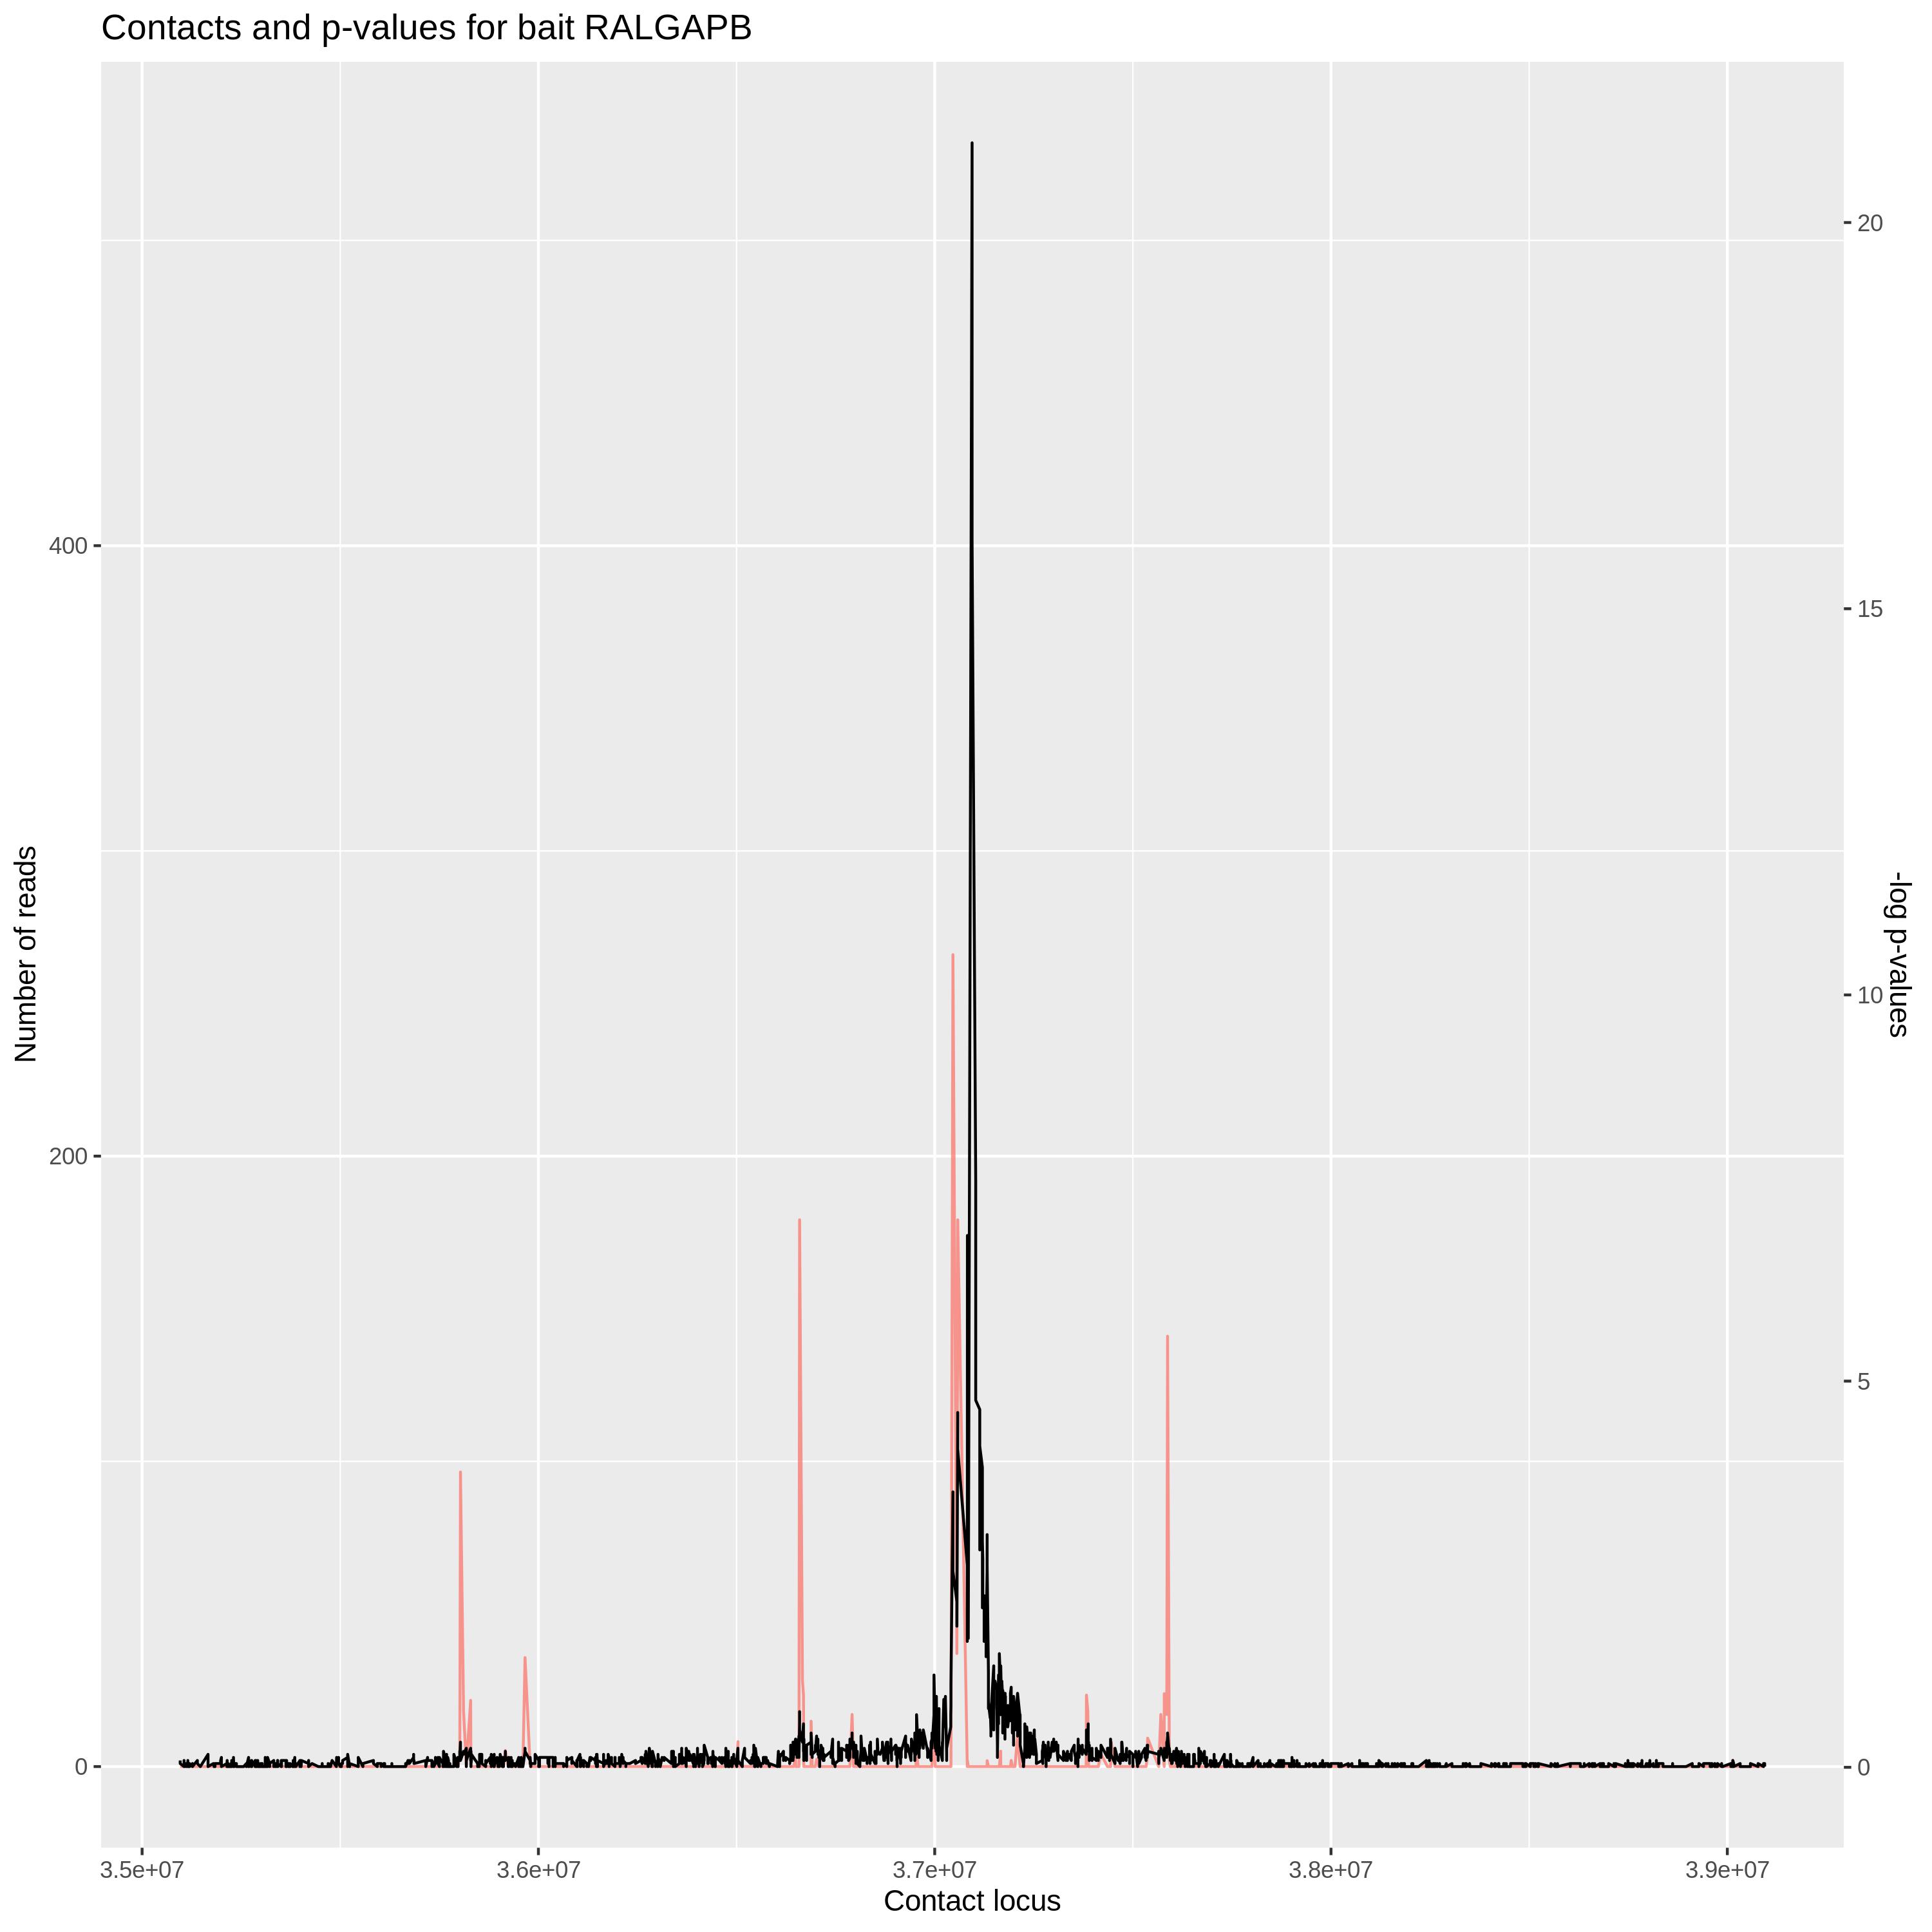 Contacts and p-values for bait RALGAPB
Number of reads
400
200
0
20
15
10
5
0
-log p-values
3.5e+07 3.6e+07 3.7e+07 3.8e+07 3.9e+07
Contact locus